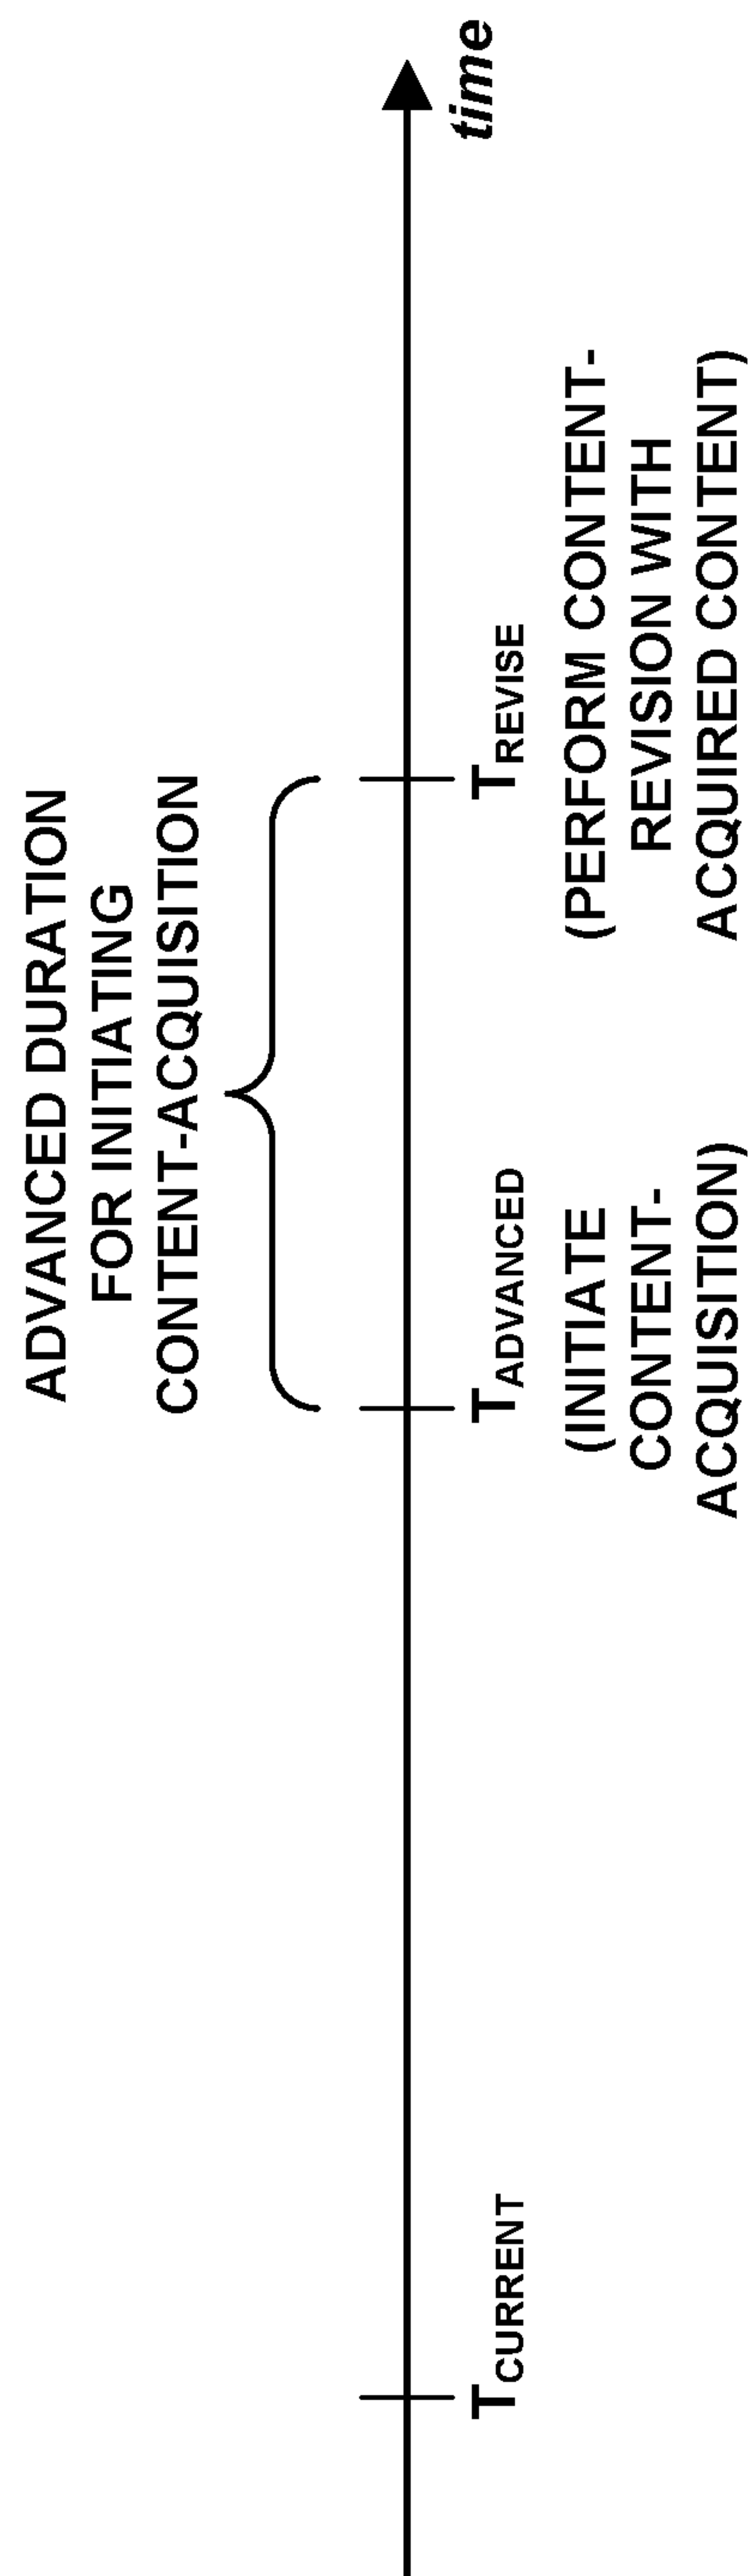 ADVANCED DURATION
FOR INITIATING
CONTENT-ACQUISITION
time
TCURRENT
TADVANCED
(INITIATE
CONTENT-
ACQUISITION)
TREVISE
(PERFORM CONTENT-
REVISION WITH
ACQUIRED CONTENT)